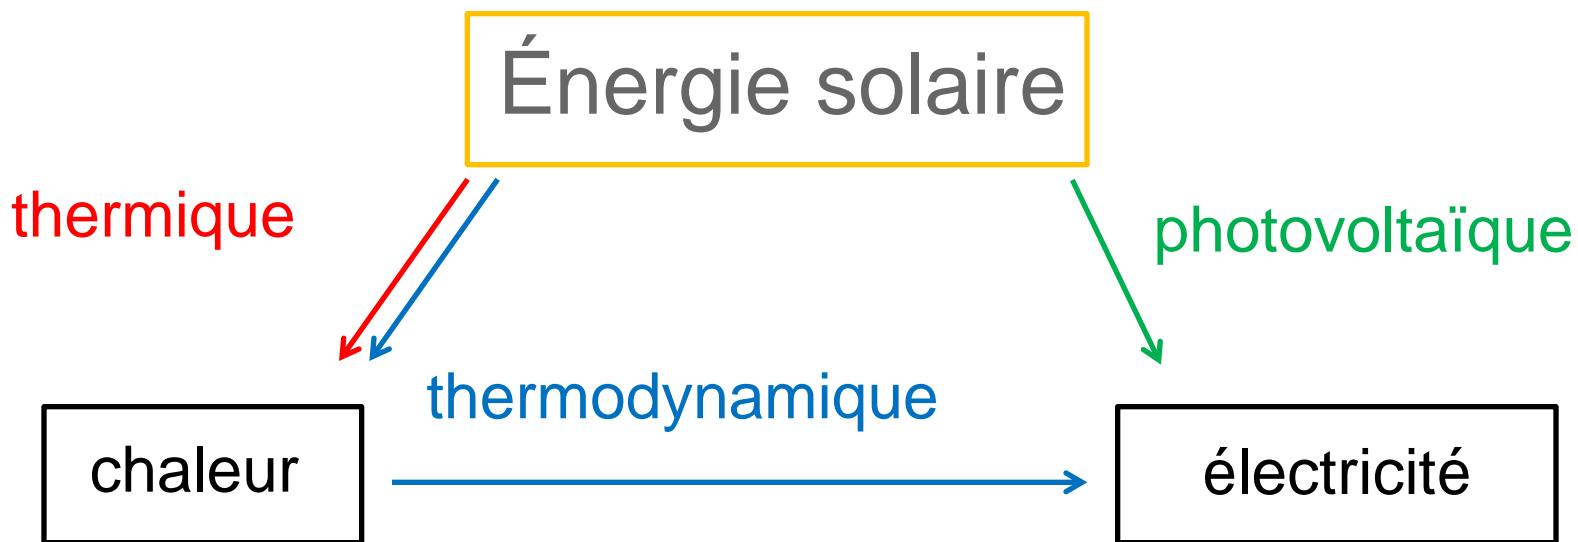 Énergie solaire
thermique
photovoltaïque
thermodynamique
chaleur
électricité